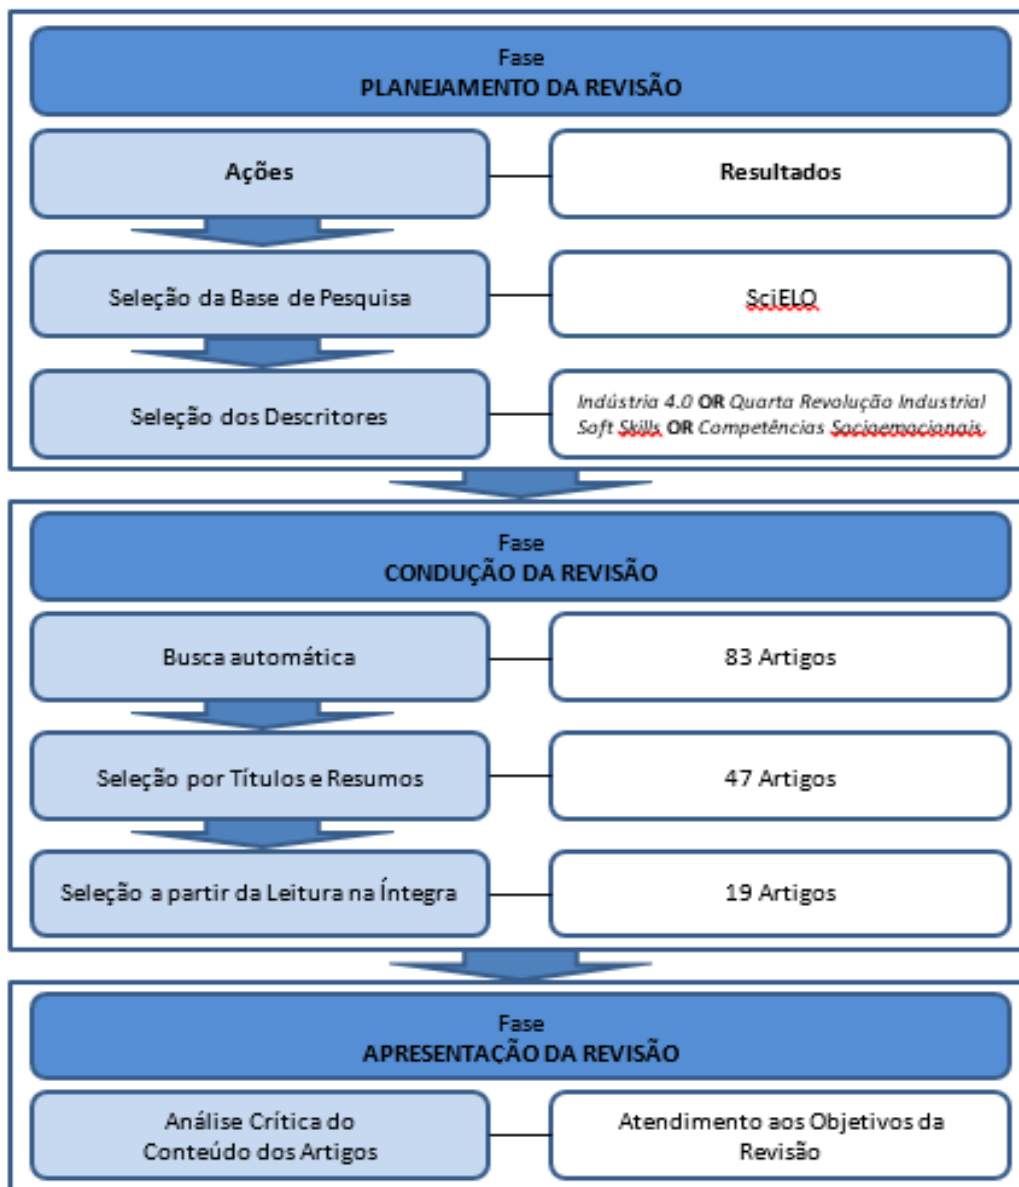 Fase
PLANEJAMENTO DA REVISÃO
Ações
Resultados
Seleção da Base de Pesquisa
SciELO
Seleção dos Descritores
Indústria 4.0 OR Quarta Revolução Industrial
Soft Skills OR Competências Socioemocionais
Fase
CONDUÇÃO DA REVISÃO
Busca automática
83 Artigos
Seleção por Títulos e Resumos
47 Artigos
Seleção a partir da Leitura na Íntegra
19 Artigos
Fase
APRESENTAÇÃO DA REVISÃO
Análise Crítica do
Conteúdo dos Artigos
Atendimento aos Objetivos da
Revisão